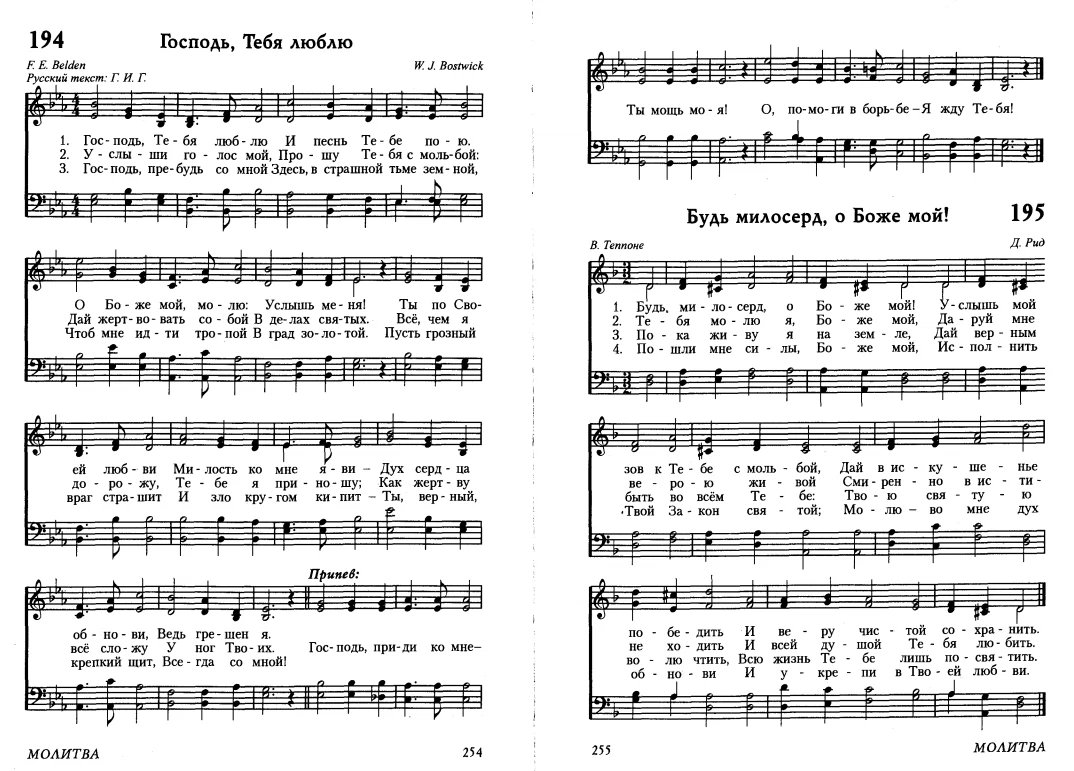 194
Господь, Тебя люблю
F. E. Belden
W. J. Bostwick
Русский текст: Г. И. Г.
1. Гос-подь, Те - бя люб - лю И песнь Те - бе по - ю.
2. У - слы - ши го - лос мой, Про - шу Те - бя с моль - бой:
3. Гос- подь, пре- будь со мной Здесь, в страшной тьме зем - ной,
О Бо - же мой, мо - лю: Услышь ме - ня! Ты по Сво-
Дай жерт - во - вать со - бой В де - лах свя - тых. Всё, чем я
Чтоб мне ид - ти тро - пой В град зо - ло - той. Пусть грозный
ей люб - ви Ми - лость ко мне я - ви – Дух серд - ца
до - ро - жу, Те - бе я при - но - шу; Как жерт - ву
враг стра - шит И зло кру - гом ки - пит – Ты, вер - ный,
Припев:
об - но - ви, Ведь гре - шен я.
всё сло - жу У ног Тво - их. Гос- подь, при- ди ко мне–
крепкий щит, Все - гда со мной!
МОЛИТВА
254
Ты мощь мо - я! О, по - мо - ги в борь- бе –Я жду Те - бя!
Будь милосерд, о Боже мой!
195
В. Теппоне
Д. Рид
1. Будь, ми - ло - серд, о Бо - же мой! У - слышь мой
2. Те - бя мо - лю я, Бо - же мой, Да - руй мне
3. По - ка жи - ву я на зем - ле, Дай вер - ным
4. По - шли мне си - лы, Бо - же мой, Ис - пол - нить
зов к Те - бе с моль - бой, Дай в ис - ку - ше - нье
ве - ро - ю жи - вой Сми - рен - но в ис - ти -
быть во всём Те - бе: Тво - ю свя - ту - ю
Твой За - кон свя - той; Мо - лю – во мне дух
по - бе - дить И ве - ру чис - той со - хра - нить.
не хо - дить И всей ду - шой Те - бя лю - бить.
во - лю чтить, Всю жизнь Те - бе лишь по - свя - тить.
об - но - ви И у - кре - пи в Тво - ей люб - ви.
255
МОЛИТВА